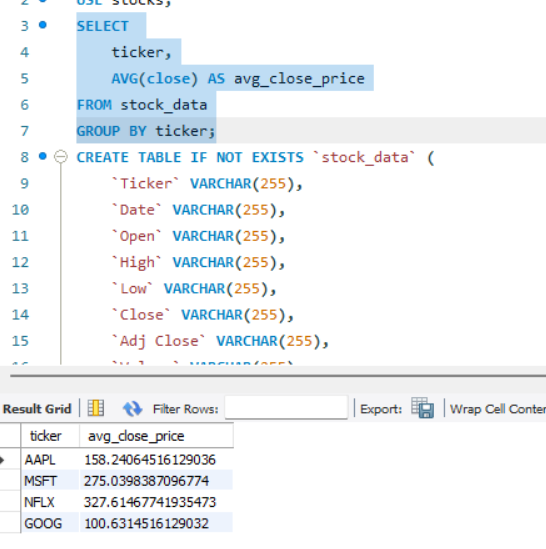 2 USE stocks;
3 SELECT
4 ticker,
5 AVG(close) AS avg_close_price
6 FROM stock_data
7 GROUP BY ticker;
8 CREATE TABLE IF NOT EXISTS `stock_data` (
9 `Ticker` VARCHAR(255),
10 `Date` VARCHAR(255),
11 `Open` VARCHAR(255),
12 `High` VARCHAR(255),
13 `Low` VARCHAR(255),
14 `Close` VARCHAR(255),
15 `Adj Close` VARCHAR(255),
Result Grid Filter Rows: Export: Wrap Cell Conter
ticker avg_close_price
AAPL 158.24064516129036
MSFT 275.0398387096774
NFLX 327.61467741935473
GOOG 100.6314516129032